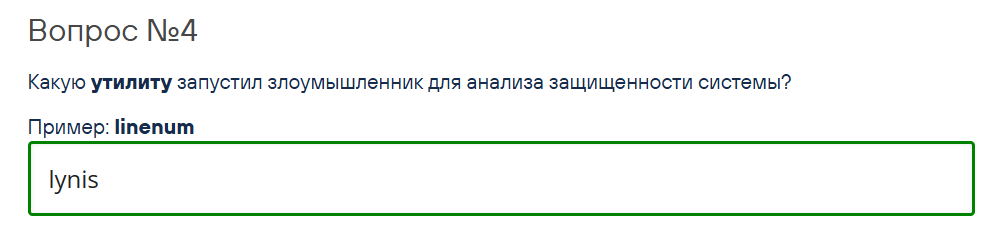 Вопрос №4
Какую утилиту запустил злоумышленник для анализа защищенности системы?
Пример: linenum
lynis